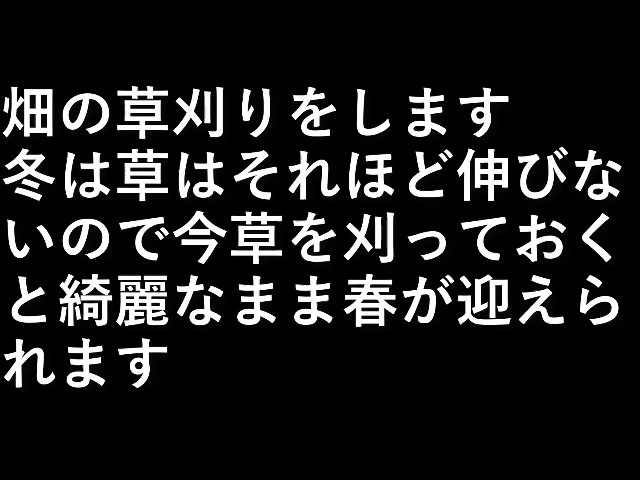 畑の草刈りをします
冬は草はそれほど伸びな
いので今草を刈っておく
と綺麗なまま春が迎えら
れます